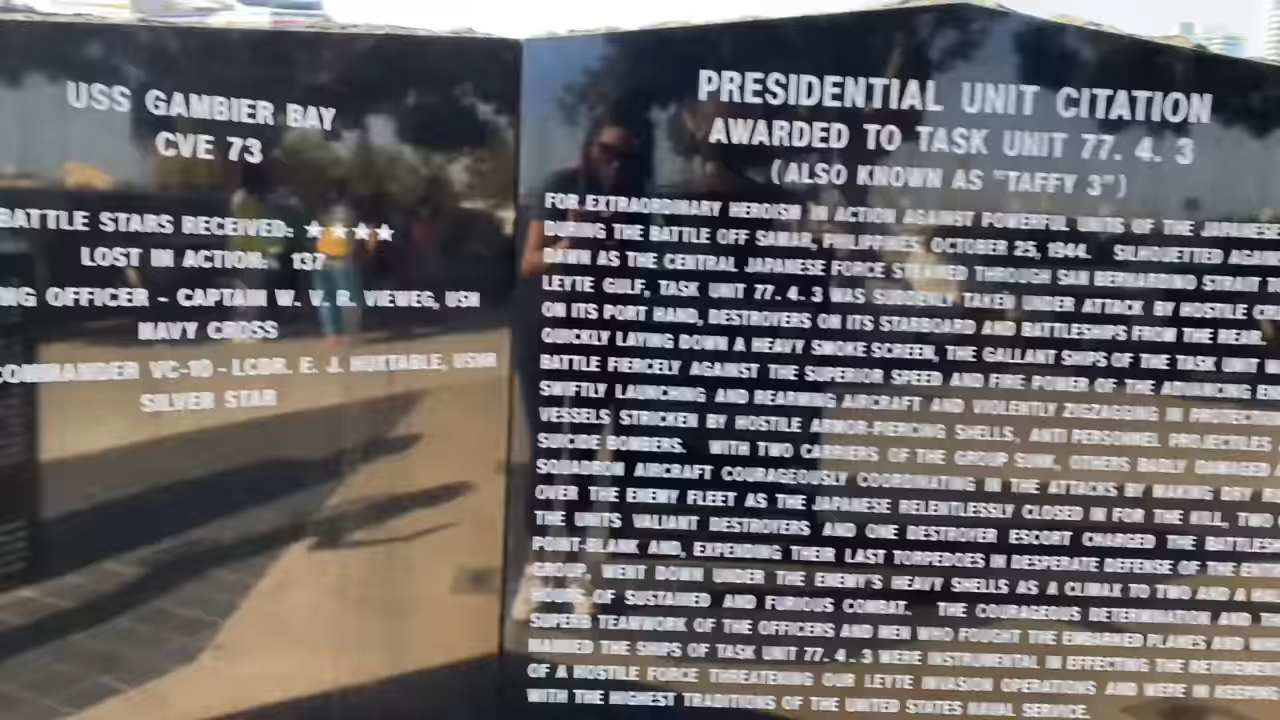 USS GAMBIER BAY
CVE 73
BATTLE STARS RECEIVED: ★★★★
LOST IN ACTION: 137
NG OFFICER - CAPTAIN W. V. R. VIEWEG, USN
NAVY CROSS
COMMANDER VC-10 - LCDR. E. J. HUXTABLE, USNR
SILVER STAR
PRESIDENTIAL UNIT CITATION
AWARDED TO TASK UNIT 77. 4. 3
(ALSO KNOWN AS "TAFFY 3")
FOR EXTRAORDINARY HEROISM IN ACTION AGAINST POWERFUL UNITS OF THE JAPANESE
DURING THE BATTLE OFF SAMAR, PHILIPPINES, OCTOBER 25, 1944. SILHOUETTED AGAINS
DAWN AS THE CENTRAL JAPANESE FORCE STEAMED THROUGH SAN BERNARDINO STRAIT TO
LEYTE GULF, TASK UNIT 77. 4. 3 WAS SUDDENLY TAKEN UNDER ATTACK BY HOSTILE CR
ON ITS PORT HAND, DESTROYERS ON ITS STARBOARD AND BATTLESHIPS FROM THE REAR.
QUICKLY LAYING DOWN A HEAVY SMOKE SCREEN, THE GALLANT SHIPS OF THE TASK UNIT W
BATTLE FIERCELY AGAINST THE SUPERIOR SPEED AND FIRE POWER OF THE ADVANCING EN
SWIFTLY LAUNCHING AND REARMING AIRCRAFT AND VIOLENTLY ZIGZAGGING IN PROTECTIO
VESSELS STRICKEN BY HOSTILE ARMOR-PIERCING SHELLS, ANTI PERSONNEL PROJECTILES
SUICIDE BOMBERS. WITH TWO CARRIERS OF THE GROUP SUNK, OTHERS BADLY DAMAGED
SQUADRON AIRCRAFT COURAGEOUSLY COORDINATING IN THE ATTACKS BY MAKING DRY R
OVER THE ENEMY FLEET AS THE JAPANESE RELENTLESSLY CLOSED IN FOR THE KILL, TWO
THE UNITS VALIANT DESTROYERS AND ONE DESTROYER ESCORT CHARGED THE BATTLESH
POINT-BLANK AND, EXPENDING THEIR LAST TORPEDOES IN DESPERATE DEFENSE OF THE ENT
GROUP, WENT DOWN UNDER THE ENEMY'S HEAVY SHELLS AS A CLIMAX TO TWO AND A HA
HOURS OF SUSTAINED AND FURIOUS COMBAT. THE COURAGEOUS DETERMINATION AND TH
SUPERB TEAMWORK OF THE OFFICERS AND MEN WHO FOUGHT THE EMBARKED PLANES AND WH
MANNED THE SHIPS OF TASK UNIT 77. 4. 3 WERE INSTRUMENTAL IN EFFECTING THE RETIREME
OF A HOSTILE FORCE THREATENING OUR LEYTE INVASION OPERATIONS AND WERE IN KEEPING
WITH THE HIGHEST TRADITIONS OF THE UNITED STATES NAVAL SERVICE.